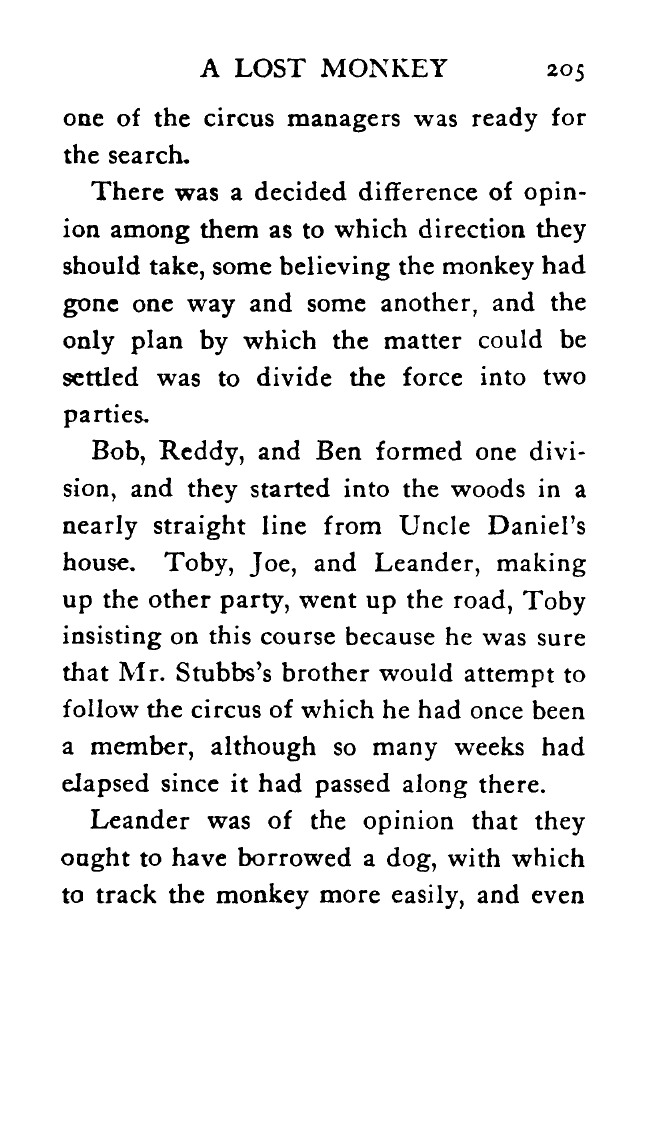 A LOST MONKEY 205
one of the circus managers was ready for
the search.
There was a decided difference of opin-
ion among them as to which direction they
should take, some believing the monkey had
gone one way and some another, and the
only plan by which the matter could be
settled was to divide the force into two
parties.
Bob, Reddy, and Ben formed one divi-
sion, and they started into the woods in a
nearly straight line from Uncle Daniel's
house. Toby, Joe, and Leander, making
up the other party, went up the road, Toby
insisting on this course because he was sure
that Mr. Stubbs's brother would attempt to
follow the circus of which he had once been
a member, although so many weeks had
elapsed since it had passed along there.
Leander was of the opinion that they
ought to have borrowed a dog, with which
to track the monkey more easily, and even